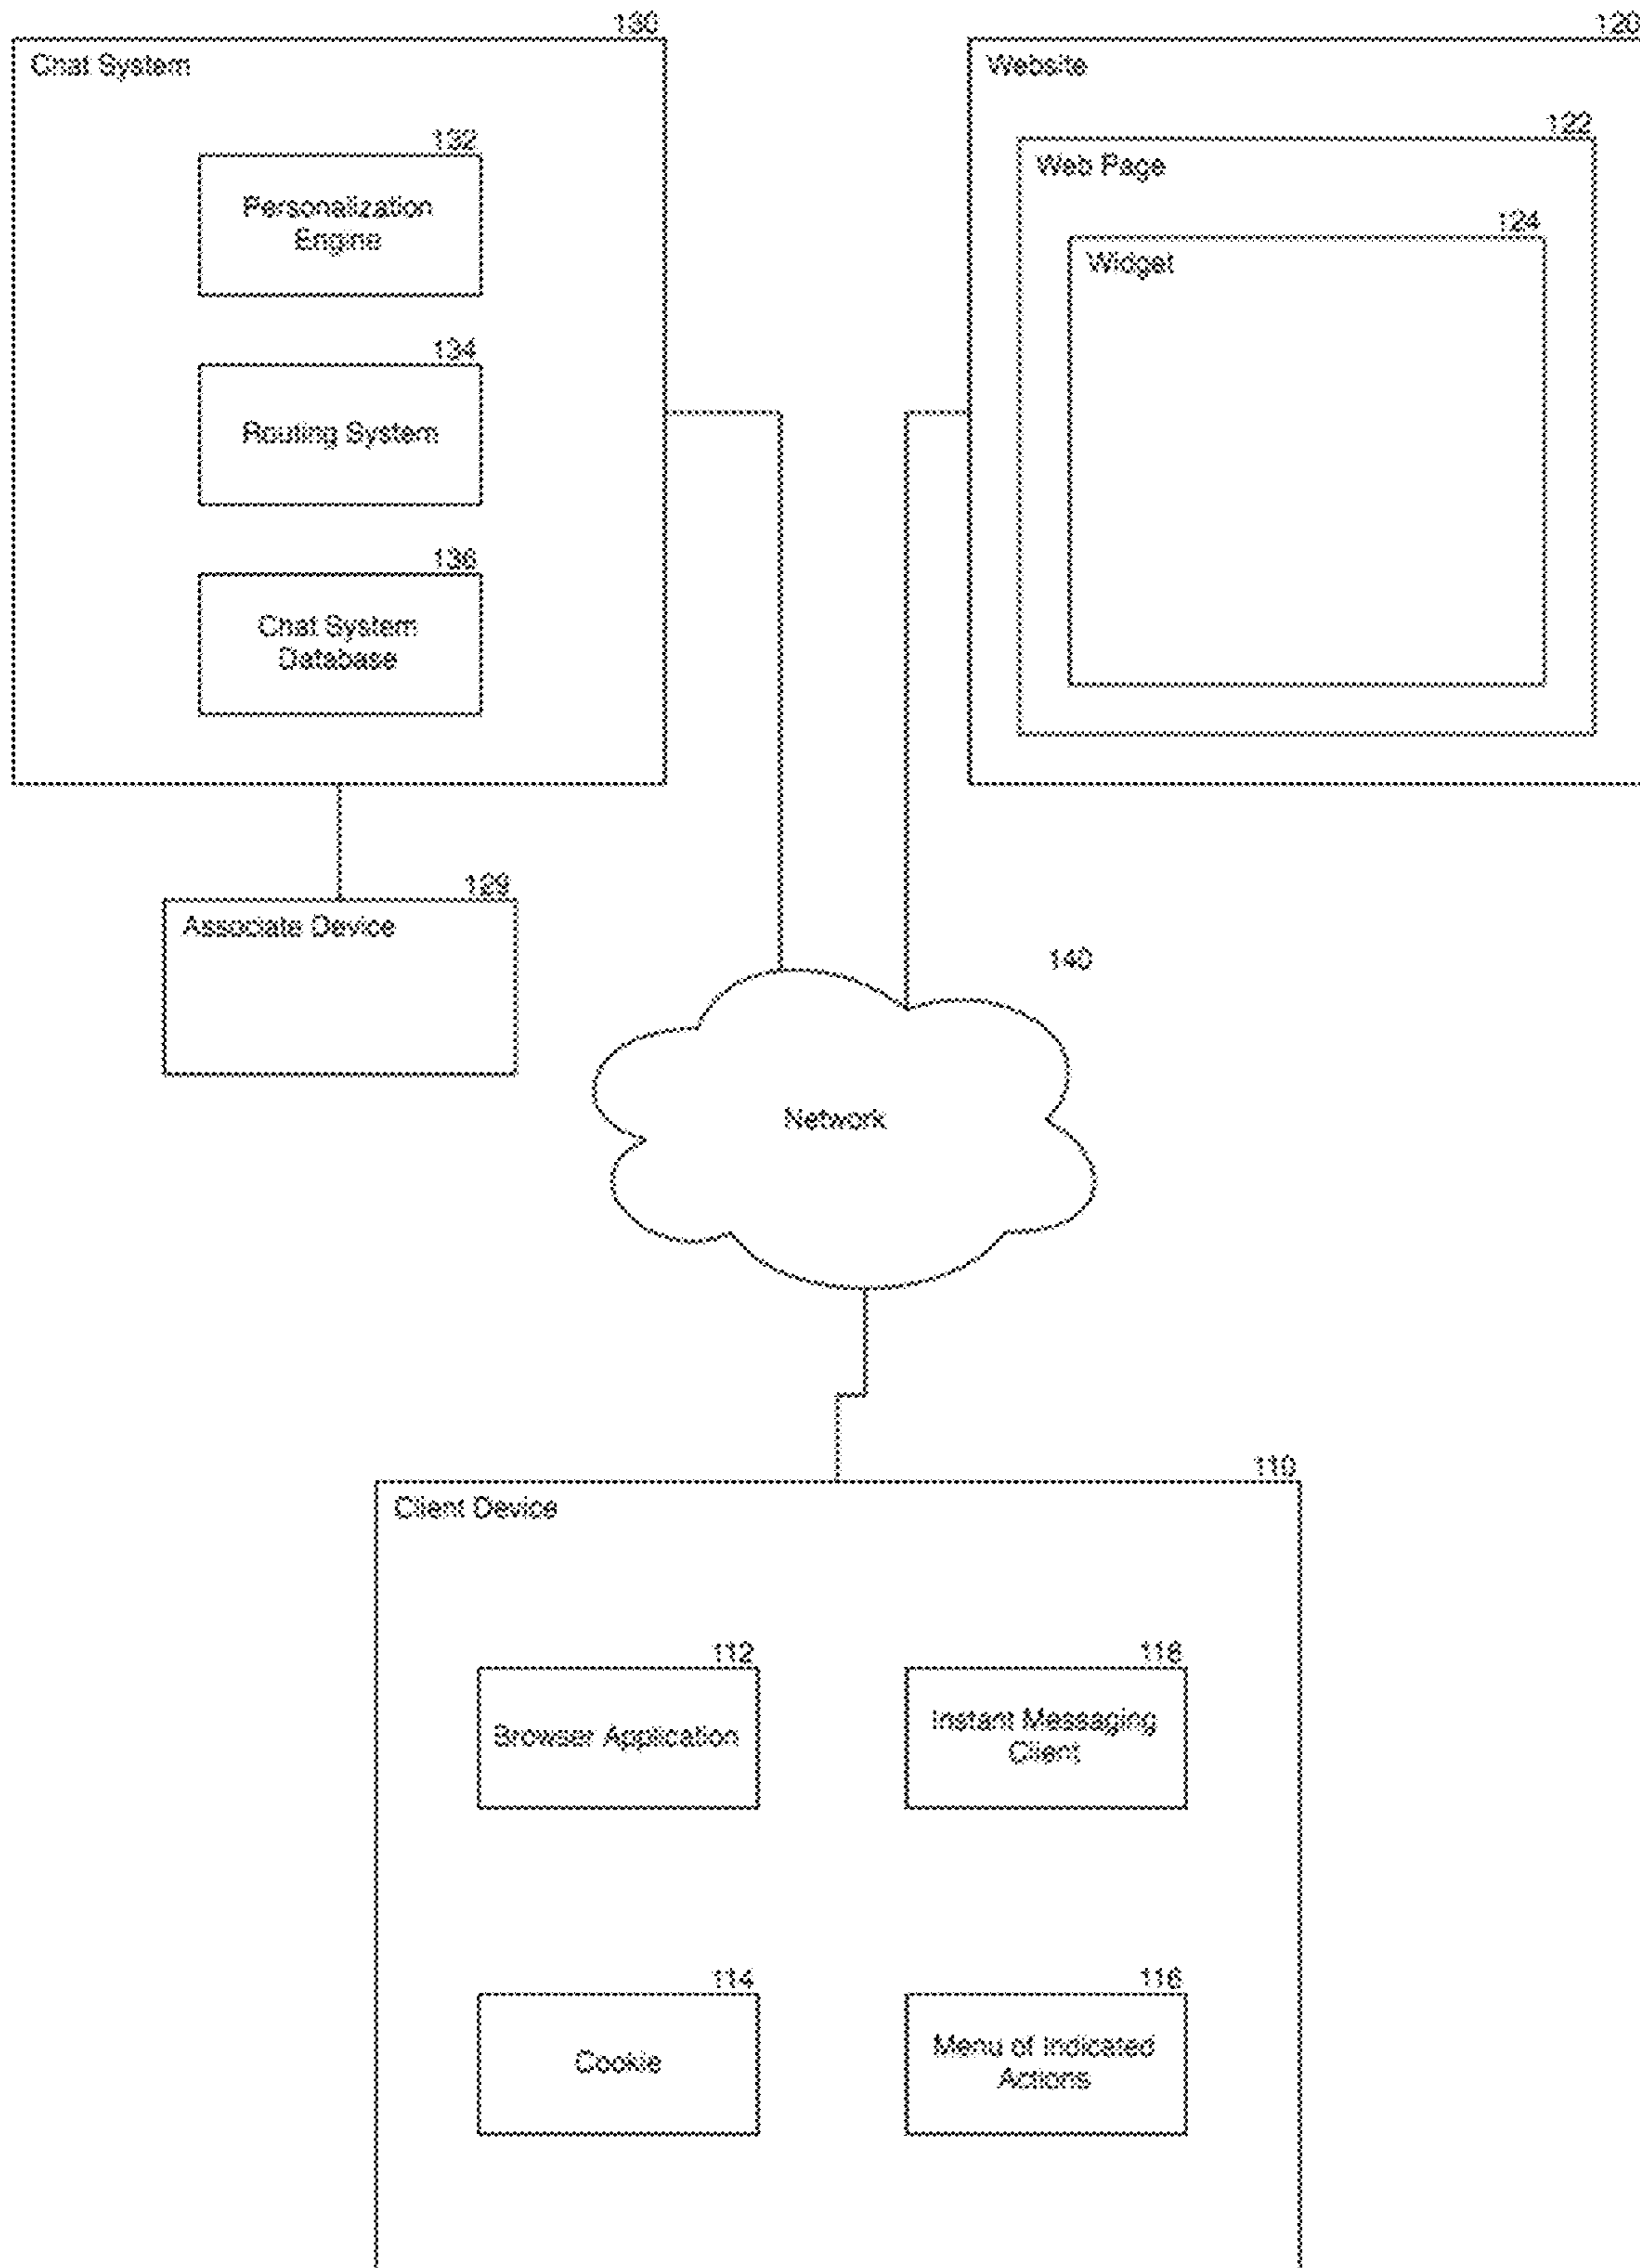 130
Chat System
132
Personalization
Engine
134
Routing System
136
Chat System
Database
120
Website
122
Web Page
124
Widget
129
Associate Device
140
Network
110
Client Device
112
Browser Application
118
Instant Messaging
Client
114
Cookie
116
Menu of Indicated
Actions